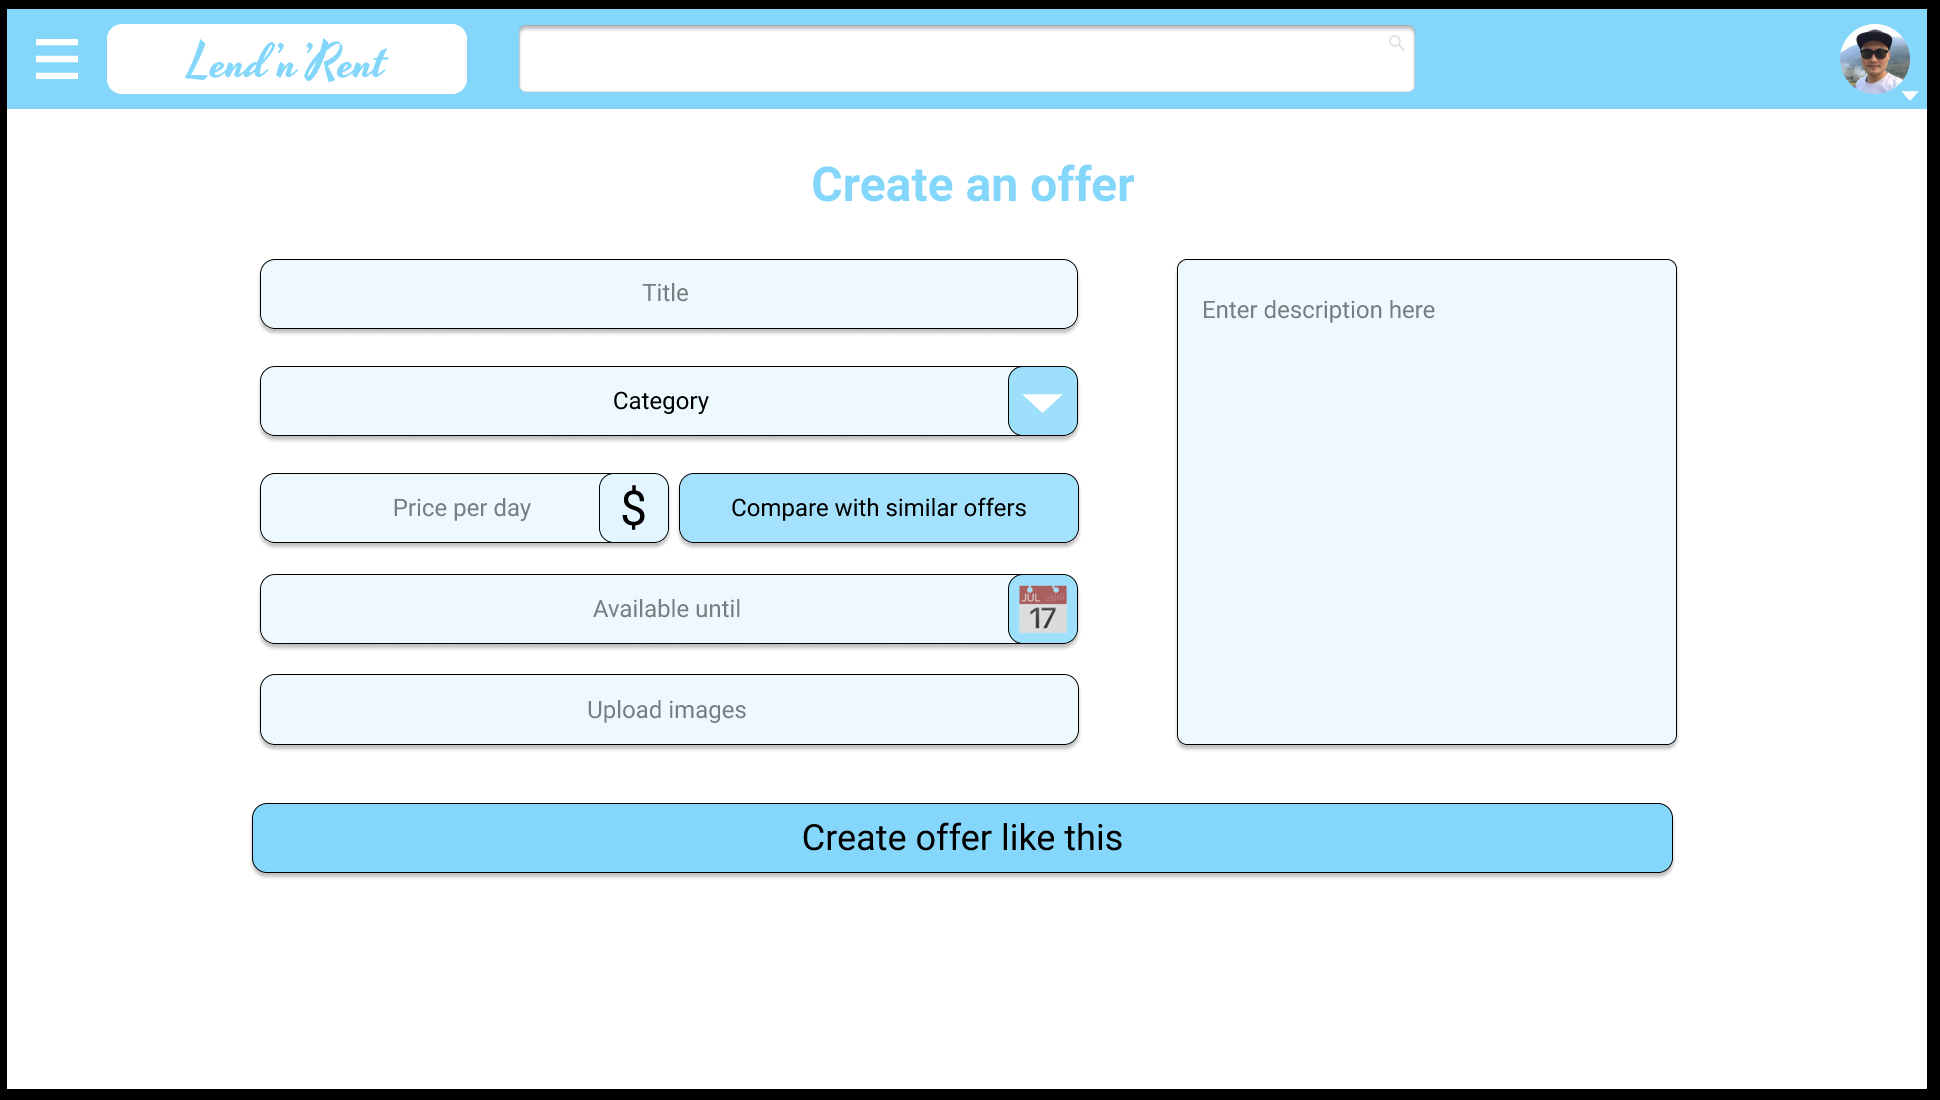 Lend'n'Rent
Create an offer
Title
Enter description here
Category
Price per day
$
Compare with similar offers
Available until
JUL
17
Upload images
Create offer like this